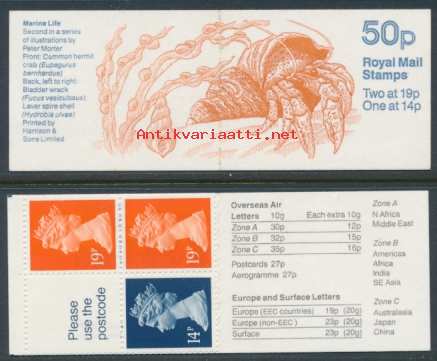 Marine Life
Second in a series
of illustrations by
Peter Morter
Front: Common hermit
crab (Eupagurus
bernhardus)
Back, left to right:
Bladder wrack
(Fucus vesiculosus)
Laver spire shell
(Hydrobia ulvae)
Printed by
Harrison &
Sons Limited
50p
Royal Mail
Stamps
Two at 19p
One at 14p
Antikvariaatti.net
19P
19P
Please
use the
postcode
14P
Overseas Air
Letters 10g Each extra 10g
Zone A 30p 12p
Zone B 32p 15p
Zone C 35p 16p
Postcards 27p
Aerogramme 27p
Europe and Surface Letters
Europe (EEC countries) 19p (20g)
Europe (non-EEC) 23p (20g)
Surface 23p (20g)
Zone A
N Africa
Middle East
Zone B
Americas
Africa
India
SE Asia
Zone C
Australasia
Japan
China